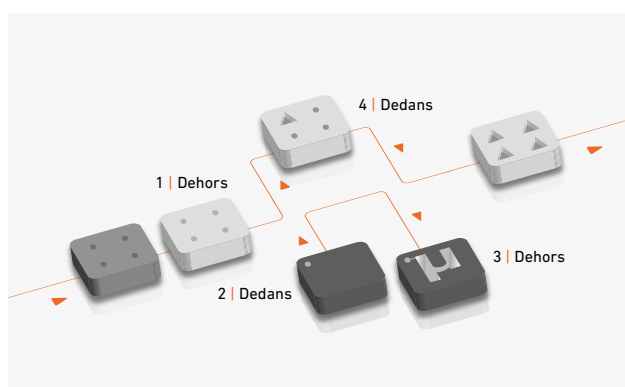 4 | Dedans
1 | Dehors
3 | Dehors
2 | Dedans
µ